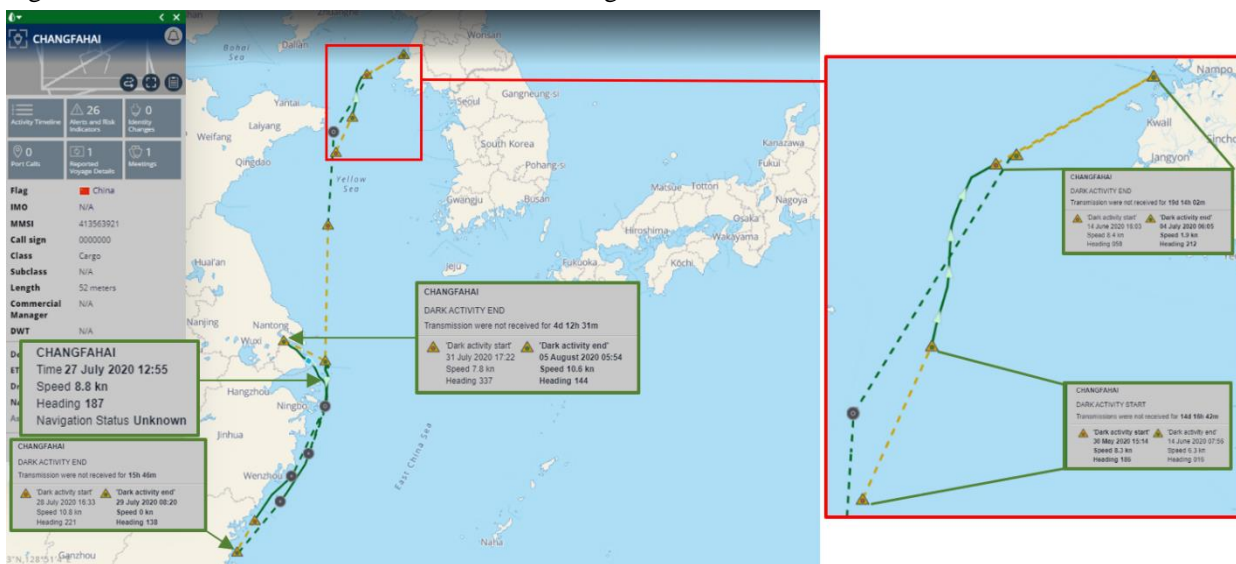 CHANGFAHAI
Activity Timeline
26
Alerts and Risk Indicators
0
Identity Changes
0
Port Calls
1
Reported Voyage Details
1
Meetings
Flag China
IMO N/A
MMSI 413563921
Call sign 0000000
Class Cargo
Subclass N/A
Length 52 meters
Commercial Manager N/A
DWT N/A
CHANGFAHAI
Time 27 July 2020 12:55
Speed 8.8 kn
Heading 187
Navigation Status Unknown
CHANGFAHAI
DARK ACTIVITY END
Transmission were not received for 15h 46m
'Dark activity start' 'Dark activity end'
28 July 2020 16:33 29 July 2020 08:20
Speed 10.8 kn Speed 0 kn
Heading 221 Heading 138
Bohai Sea
Dalian
Wonsan
Yantai
Laiyang
Weifang
Qingdao
Yellow Sea
Seoul
Gangneung-si
South Korea
Pohang-si
Gwangju
Busan
Jeju
Kanazawa
Fukui
Matsue
Tottori
Nagoya
Osaka
Hiroshima
Wakayama
Fukuoka
Kōchi
Huai'an
Nanjing
Nantong
Wuxi
Hangzhou
Ningbo
Jinhua
Wenzhou
East China Sea
Naha
Ganzhou
CHANGFAHAI
DARK ACTIVITY END
Transmission were not received for 4d 12h 31m
'Dark activity start' 'Dark activity end'
31 July 2020 17:22 05 August 2020 05:54
Speed 7.8 kn Speed 10.6 kn
Heading 337 Heading 144
Nampo
Kwail
Sincho
Jangyon
CHANGFAHAI
DARK ACTIVITY END
Transmission were not received for 19d 14h 02m
'Dark activity start' 'Dark activity end'
14 June 2020 16:03 04 July 2020 06:05
Speed 8.4 kn Speed 1.9 kn
Heading 058 Heading 212
CHANGFAHAI
DARK ACTIVITY START
Transmissions were not received for 14d 16h 42m
'Dark activity start' 'Dark activity end'
30 May 2020 15:14 14 June 2020 07:56
Speed 8.3 kn Speed 6.3 kn
Heading 185 Heading 016